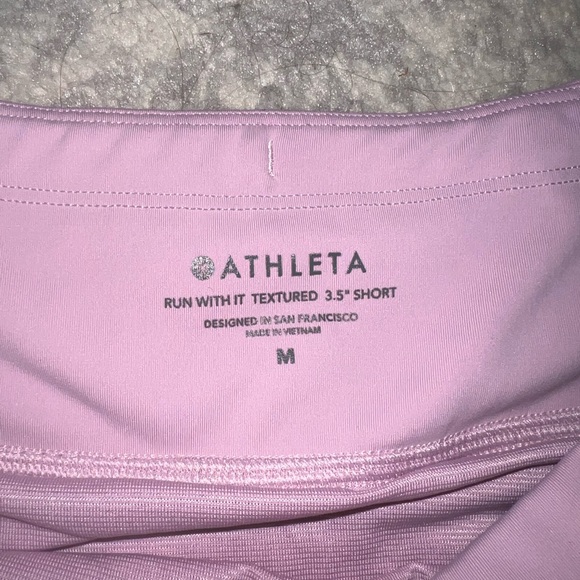 ATHLETA
RUN WITH IT TEXTURED 3.5" SHORT
DESIGNED IN SAN FRANCISCO
MADE IN VIETNAM
M